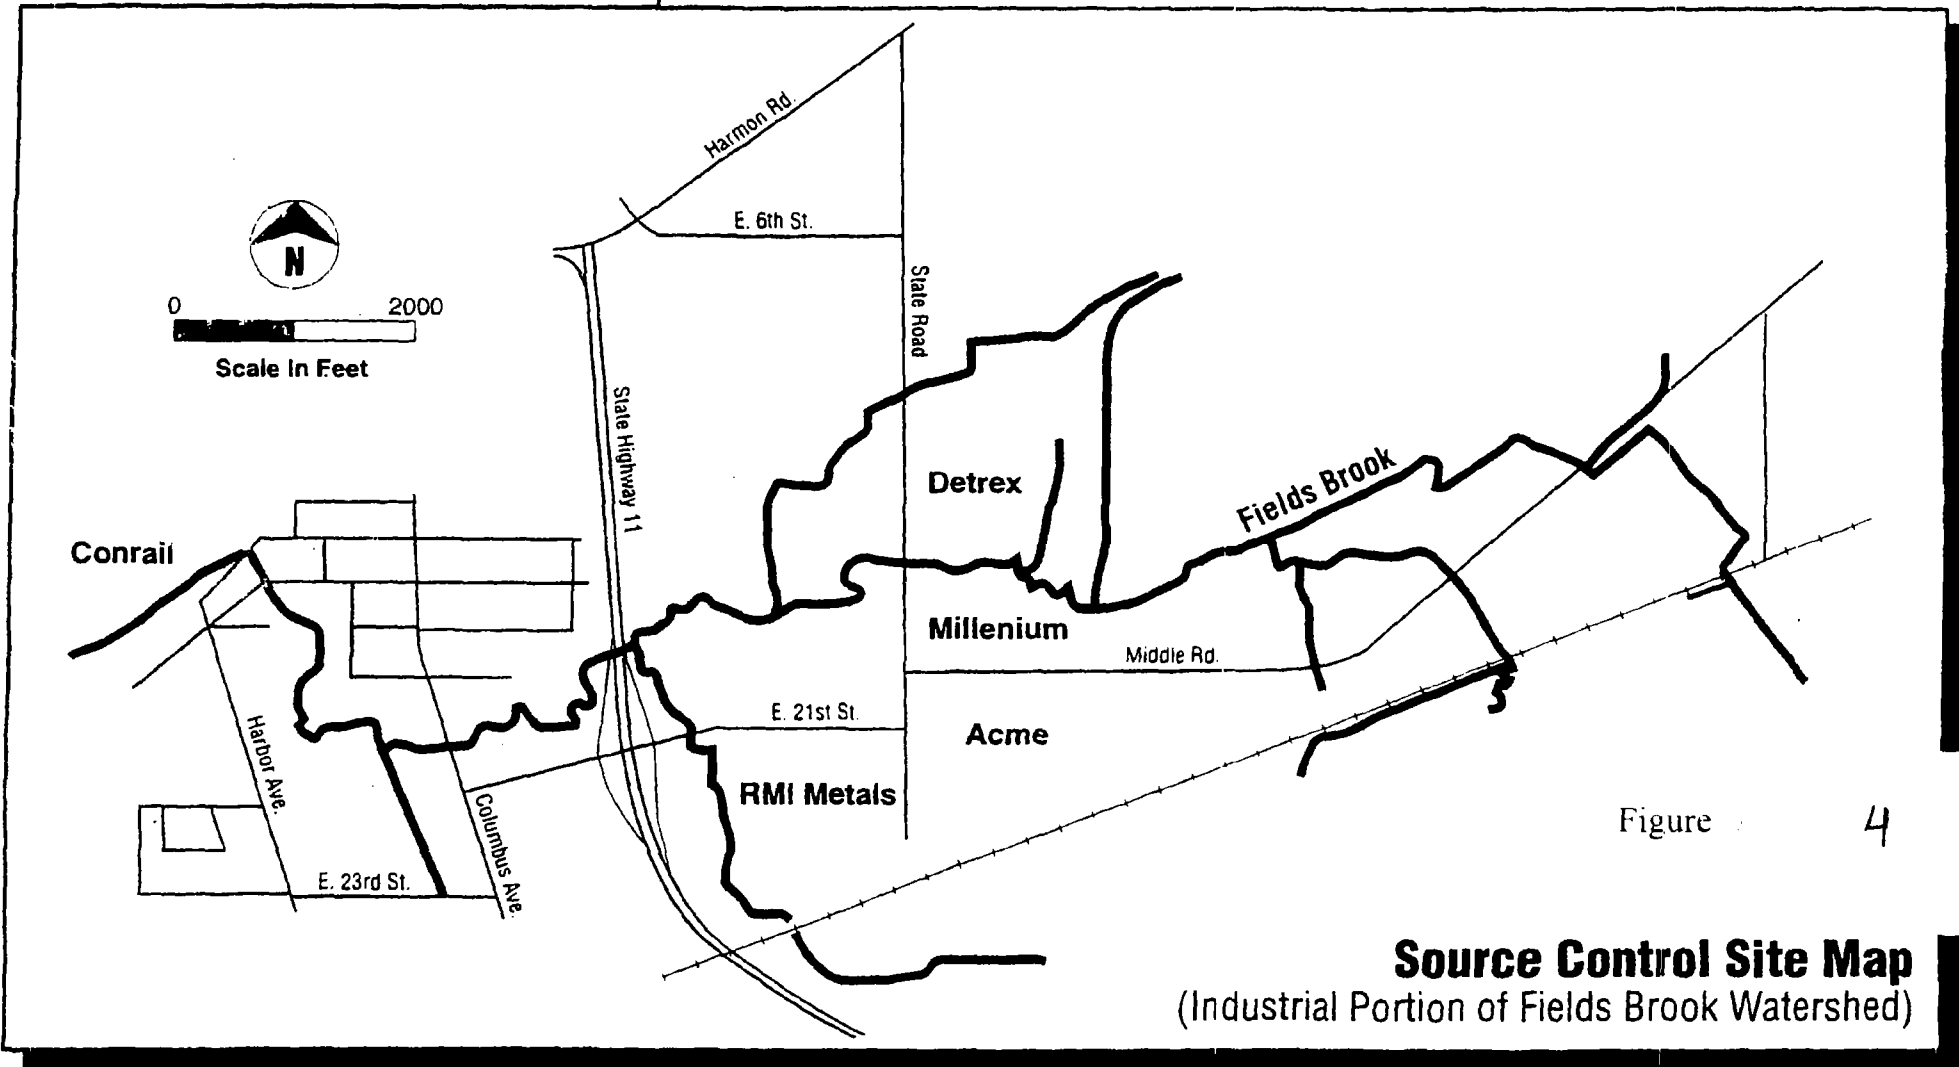 Harmon Rd.
E. 6th St.
N
0 2000
Scale In Feet
State Road
State Highway 11
Detrex
Fields Brook
Conrail
Millenium
Middle Rd.
E. 21st St.
Acme
Harbor Ave.
RMI Metals
Columbus Ave.
Figure 4
E. 23rd St.
Source Control Site Map
(Industrial Portion of Fields Brook Watershed)